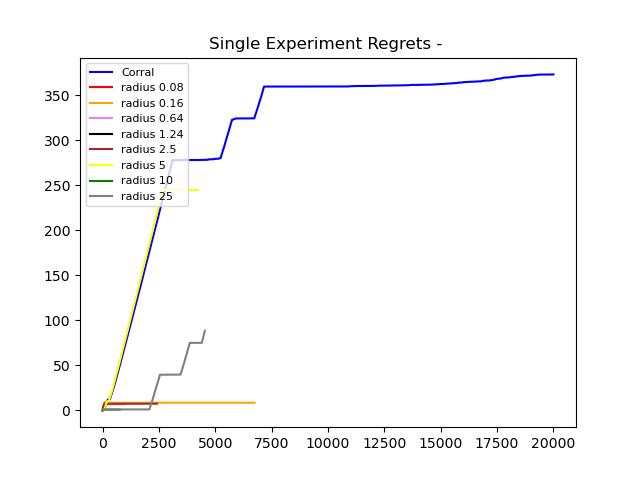 Single Experiment Regrets -
Corral
radius 0.08
radius 0.16
radius 0.64
radius 1.24
radius 2.5
radius 5
radius 10
radius 25
350
300
250
200
150
100
50
0
0 2500 5000 7500 10000 12500 15000 17500 20000